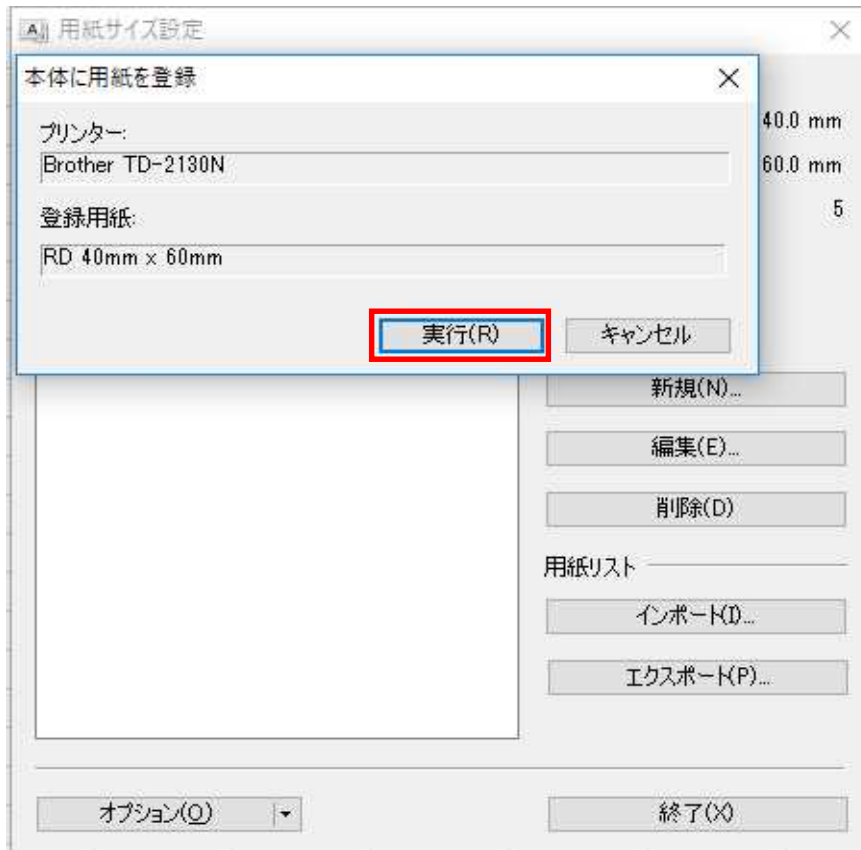 用紙サイズ設定
本体に用紙を登録
プリンター:
Brother TD-2130N
登録用紙:
RD 40mm x 60mm
実行(R)
キャンセル
40.0 mm
60.0 mm
5
新規(N)...
編集(E)...
削除(D)
用紙リスト
インポート(I)...
エクスポート(P)...
オプション(O)
終了(X)